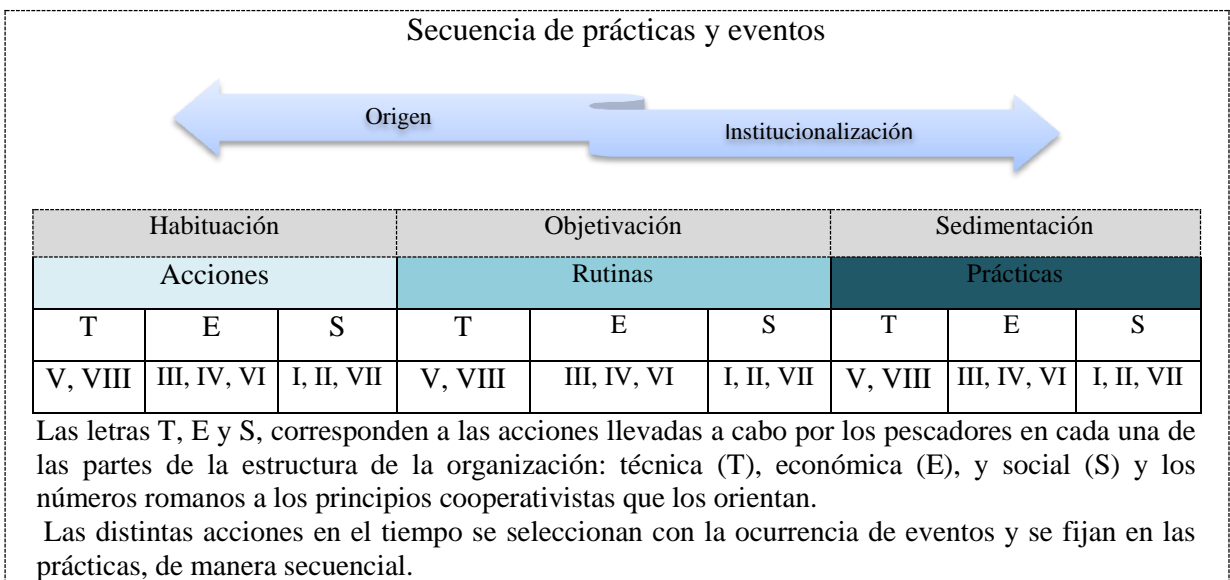 Secuencia de prácticas y eventos
Origen
Institucionalización
Habituación Objetivación Sedimentación
Acciones Rutinas Prácticas
T E S T E S T E S
V, VIII III, IV, VI I, II, VII V, VIII III, IV, VI I, II, VII V, VIII III, IV, VI I, II, VII
Las letras T, E y S, corresponden a las acciones llevadas a cabo por los pescadores en cada una de
las partes de la estructura de la organización: técnica (T), económica (E), y social (S) y los
números romanos a los principios cooperativistas que los orientan.
Las distintas acciones en el tiempo se seleccionan con la ocurrencia de eventos y se fijan en las
prácticas, de manera secuencial.